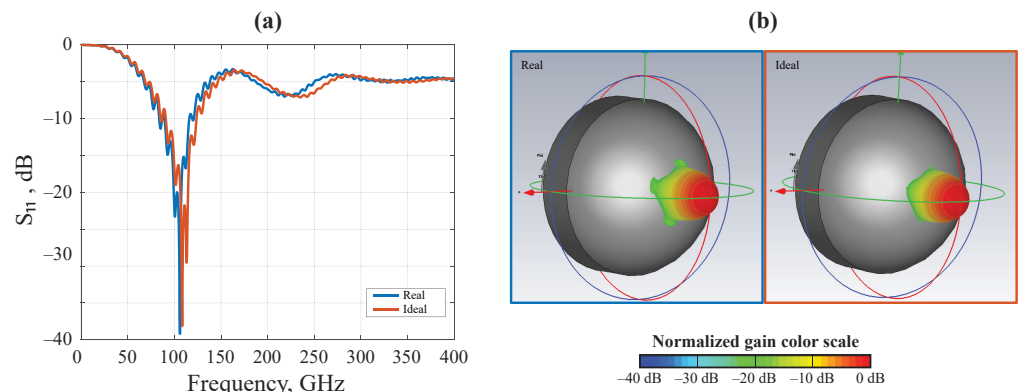 (a)
(b)
0
−10
−20
−30
−40
S11 , dB
0 50 100 150 200 250 300 350 400
Frequency, GHz
Real
Ideal
Real
Ideal
Normalized gain color scale
−40 dB −30 dB −20 dB −10 dB 0 dB